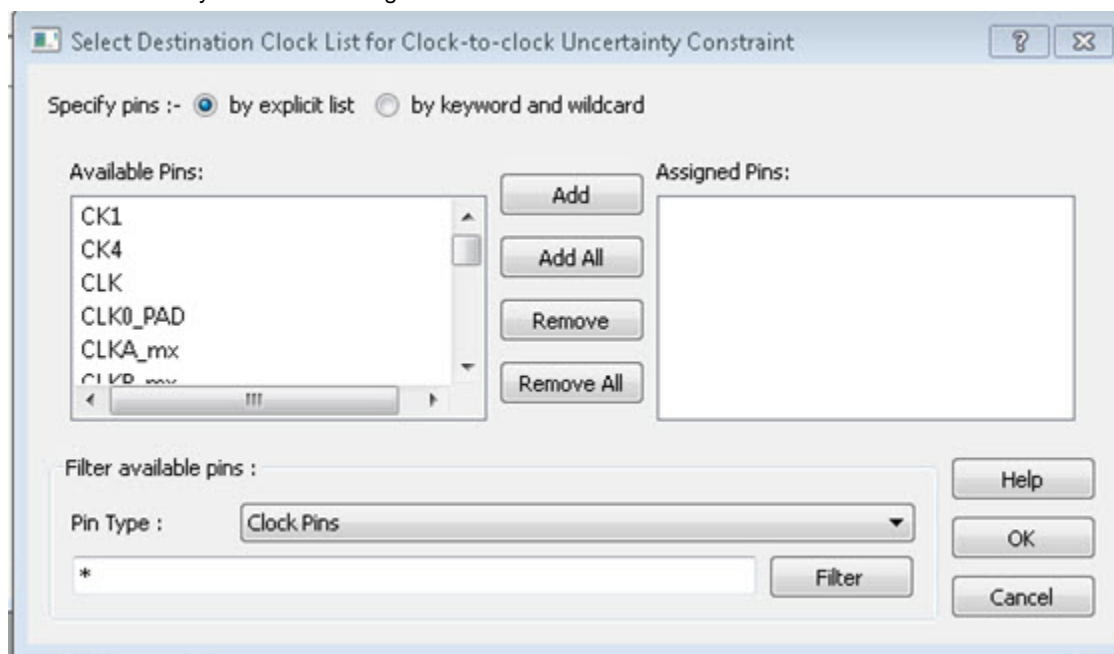 Select Destination Clock List for Clock-to-clock Uncertainty Constraint
Specify pins :- by explicit list by keyword and wildcard
Available Pins:
Assigned Pins:
CK1
CK4
CLK
CLK0_PAD
CLKA_mx
Add
Add All
Remove
Remove All
Filter available pins :
Pin Type : Clock Pins
*
Filter
Help
OK
Cancel